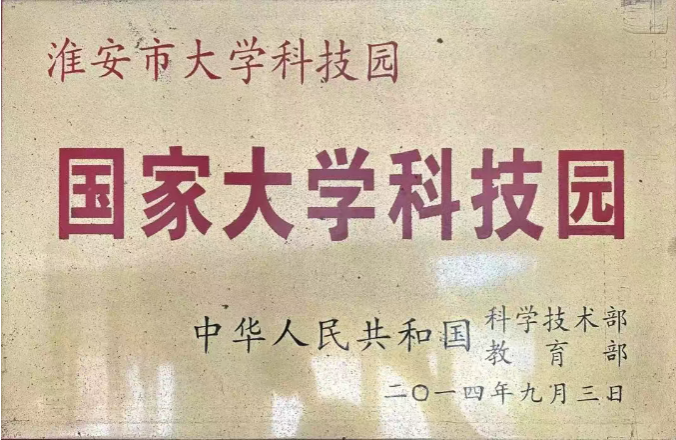 淮安市大学科技园
国家大学科技园
中华人民共和国 科学技术部
教育部
二〇一四年九月三日